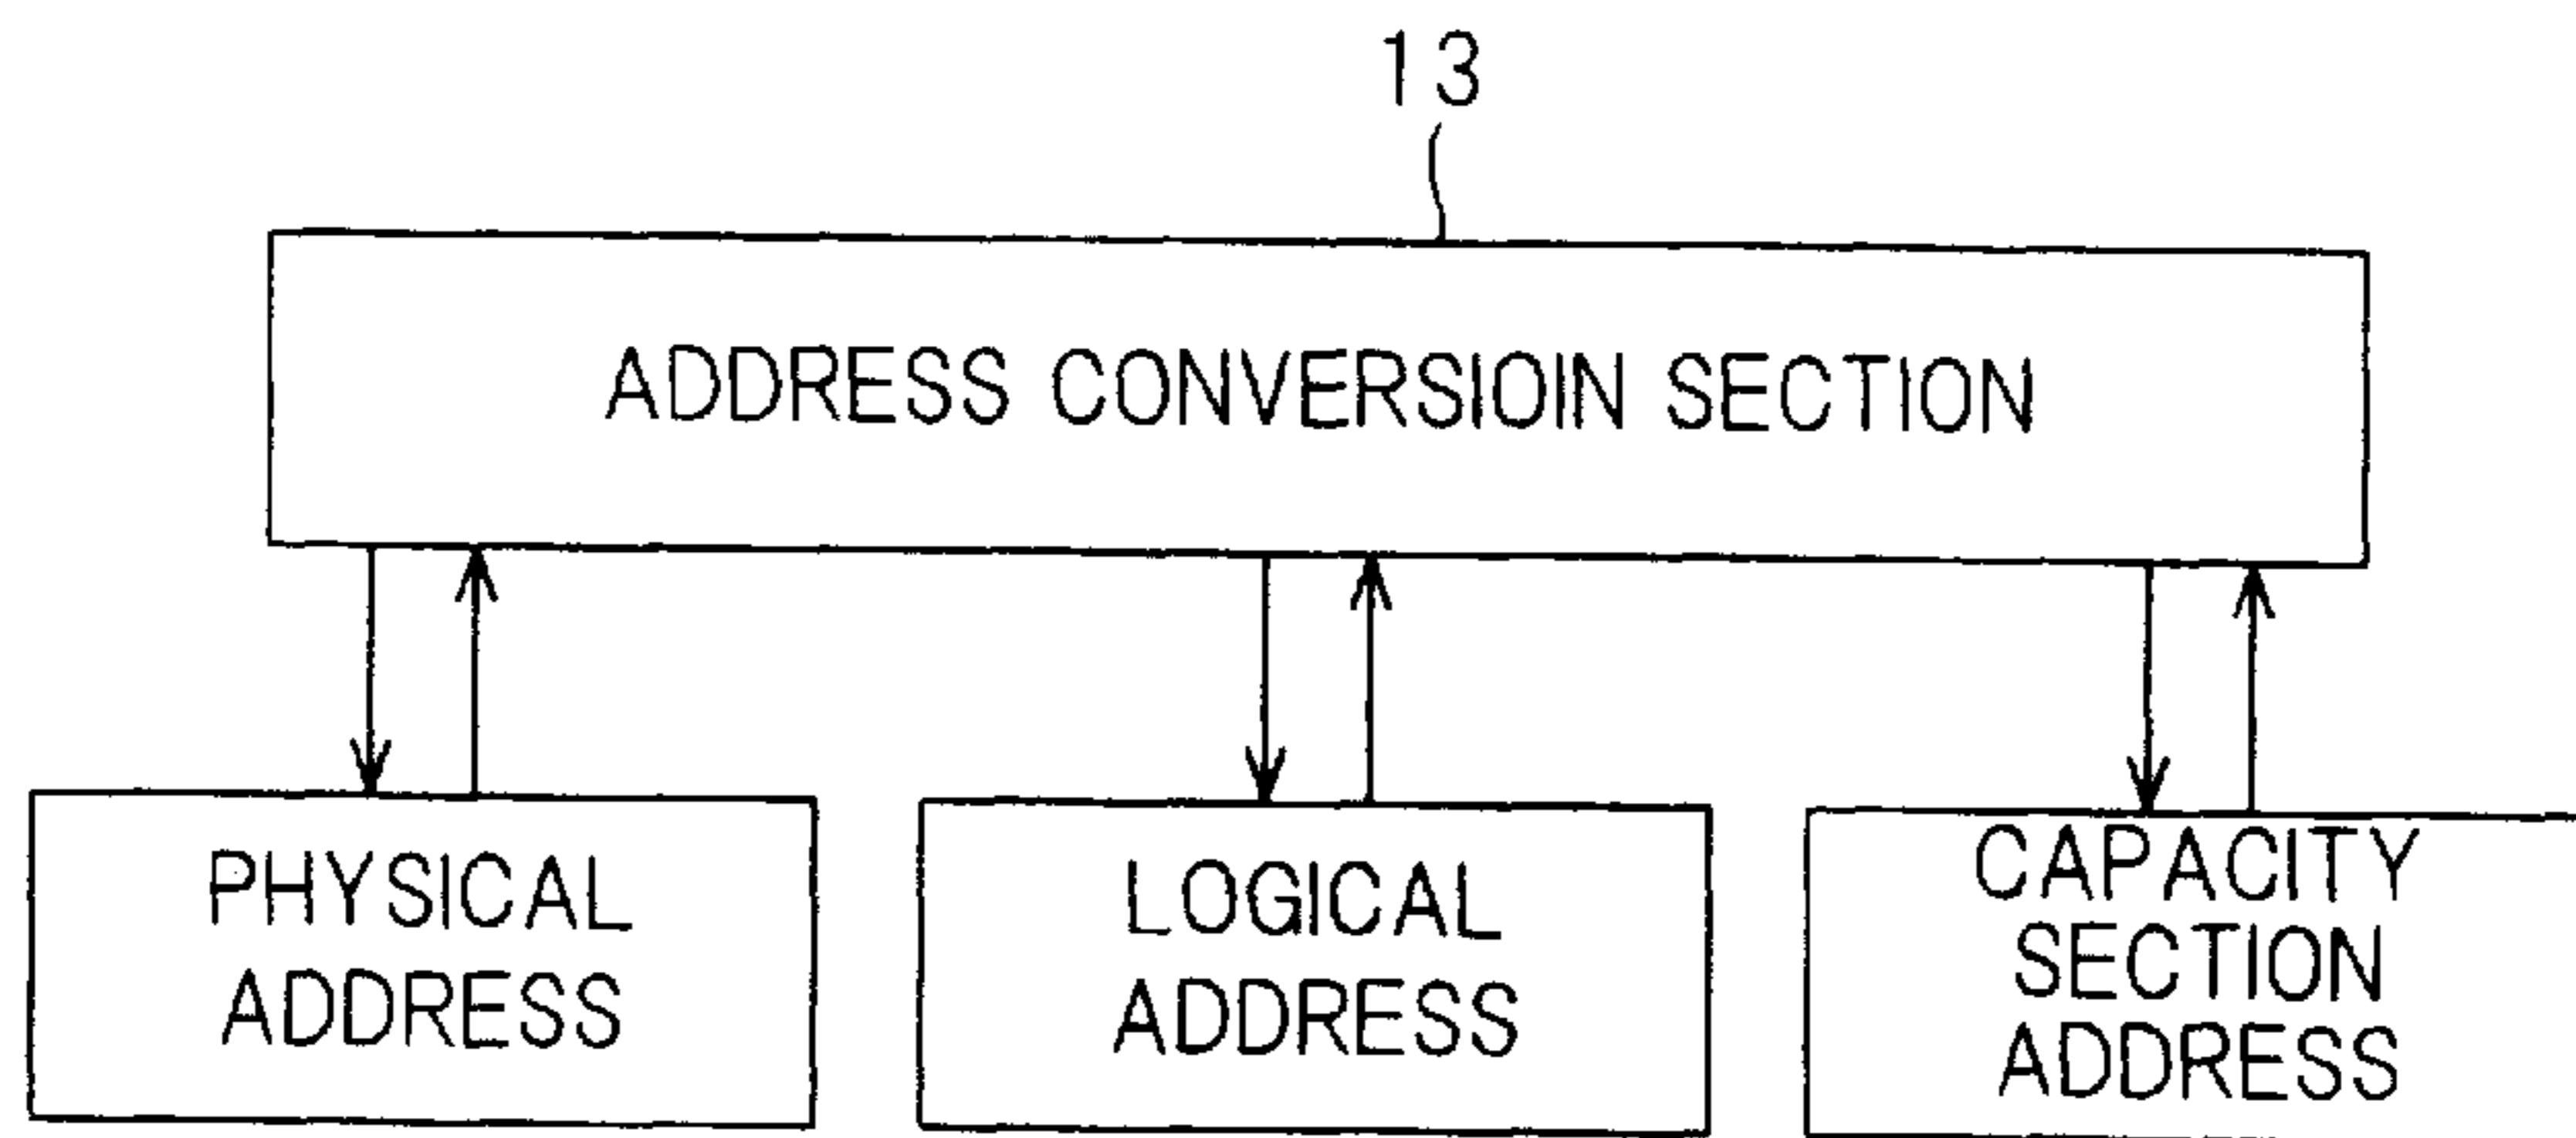 13
ADDRESS CONVERSIOIN SECTION
PHYSICAL
ADDRESS
LOGICAL
ADDRESS
CAPACITY
SECTION
ADDRESS